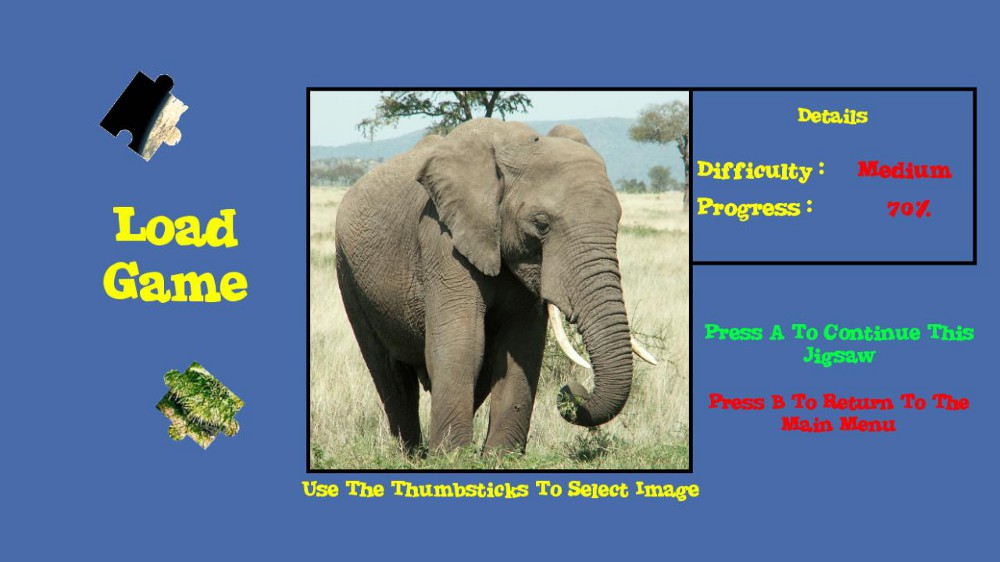 Load
Game
Details
Difficulty : Medium
Progress : 70%
Press A To Continue This
Jigsaw
Press B To Return To The
Main Menu
Use The Thumbsticks To Select Image